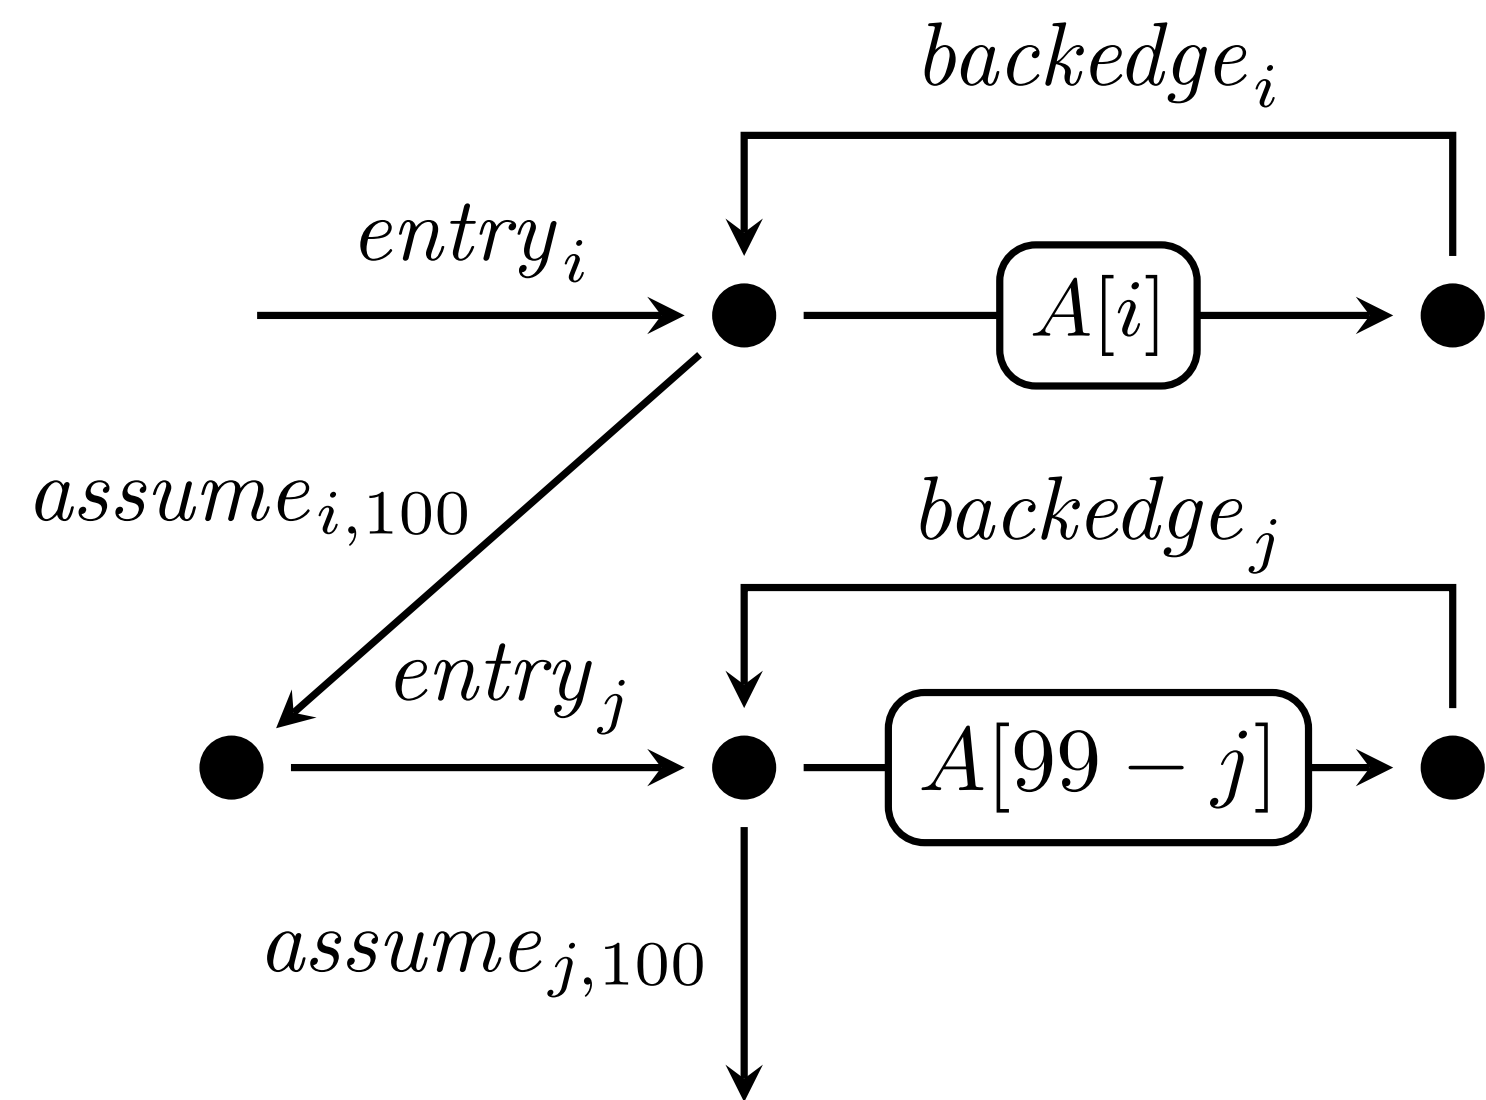 backedge_i
entry_i
A[i]
assume_{i,100}
backedge_j
entry_j
A[99 − j]
assume_{j,100}